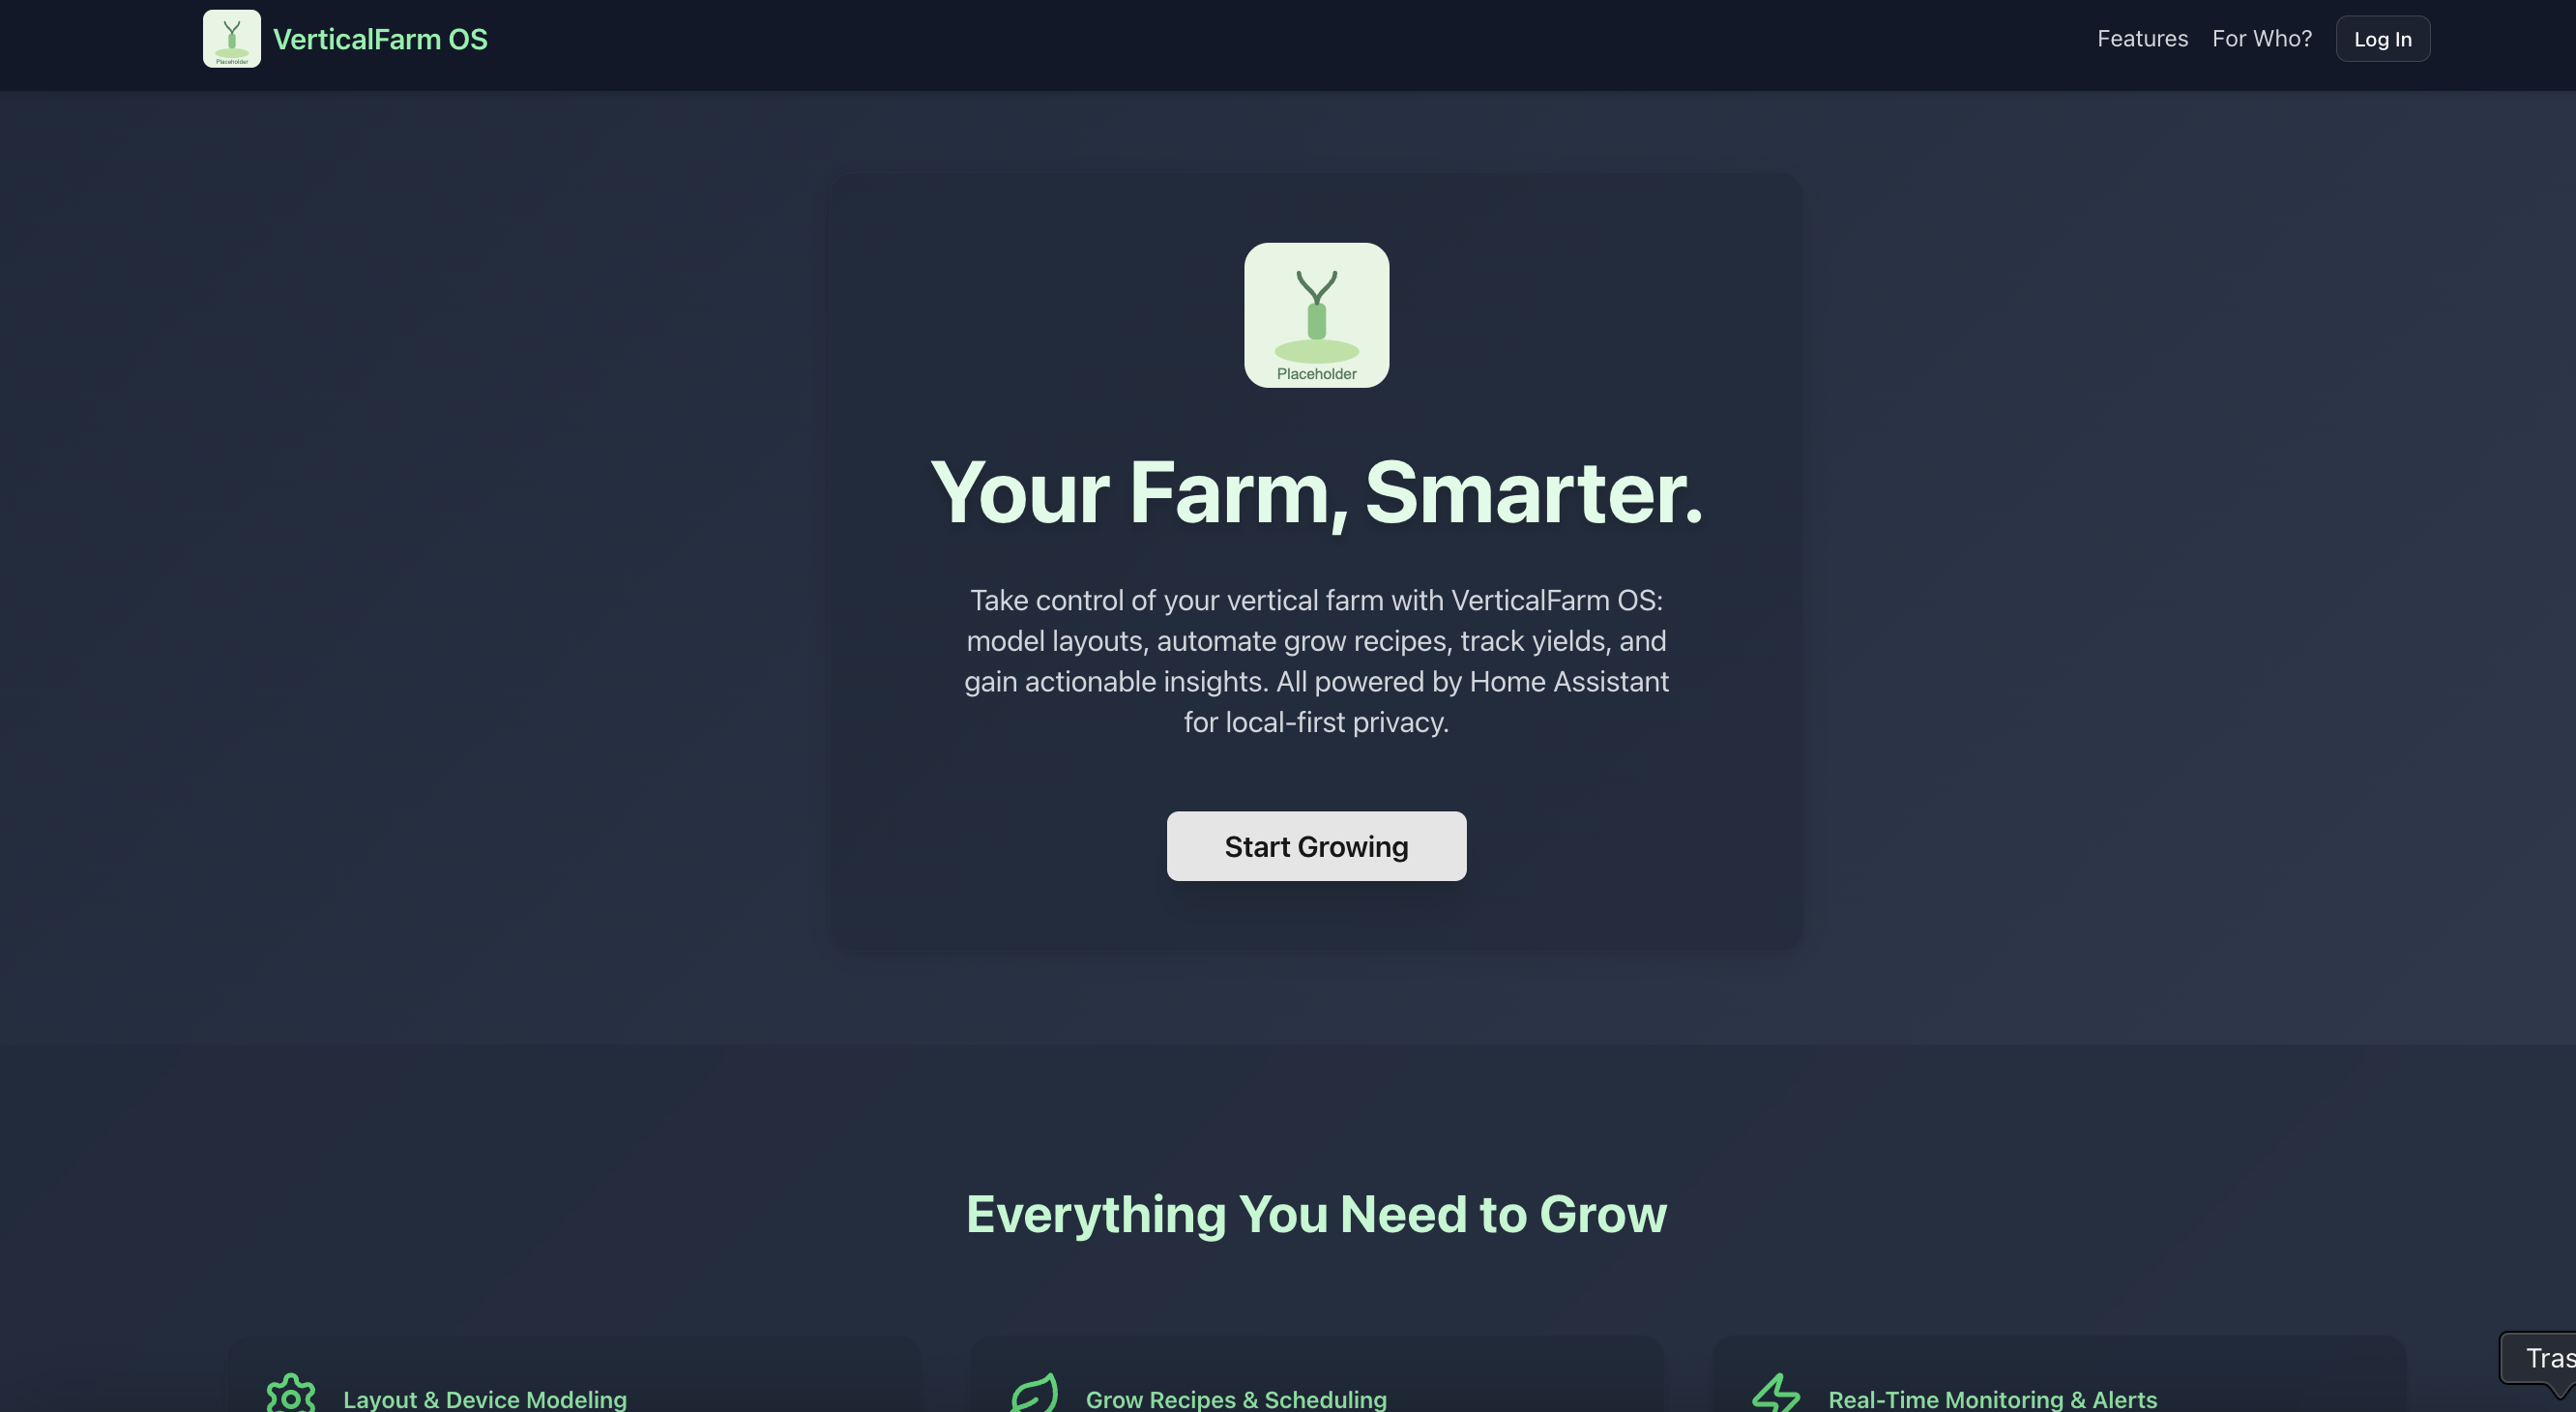 Placeholder
VerticalFarm OS
Features
For Who?
Log In
Placeholder
Your Farm, Smarter.
Take control of your vertical farm with VerticalFarm OS:
model layouts, automate grow recipes, track yields, and
gain actionable insights. All powered by Home Assistant
for local-first privacy.
Start Growing
Everything You Need to Grow
Layout & Device Modeling
Grow Recipes & Scheduling
Real-Time Monitoring & Alerts
Tras